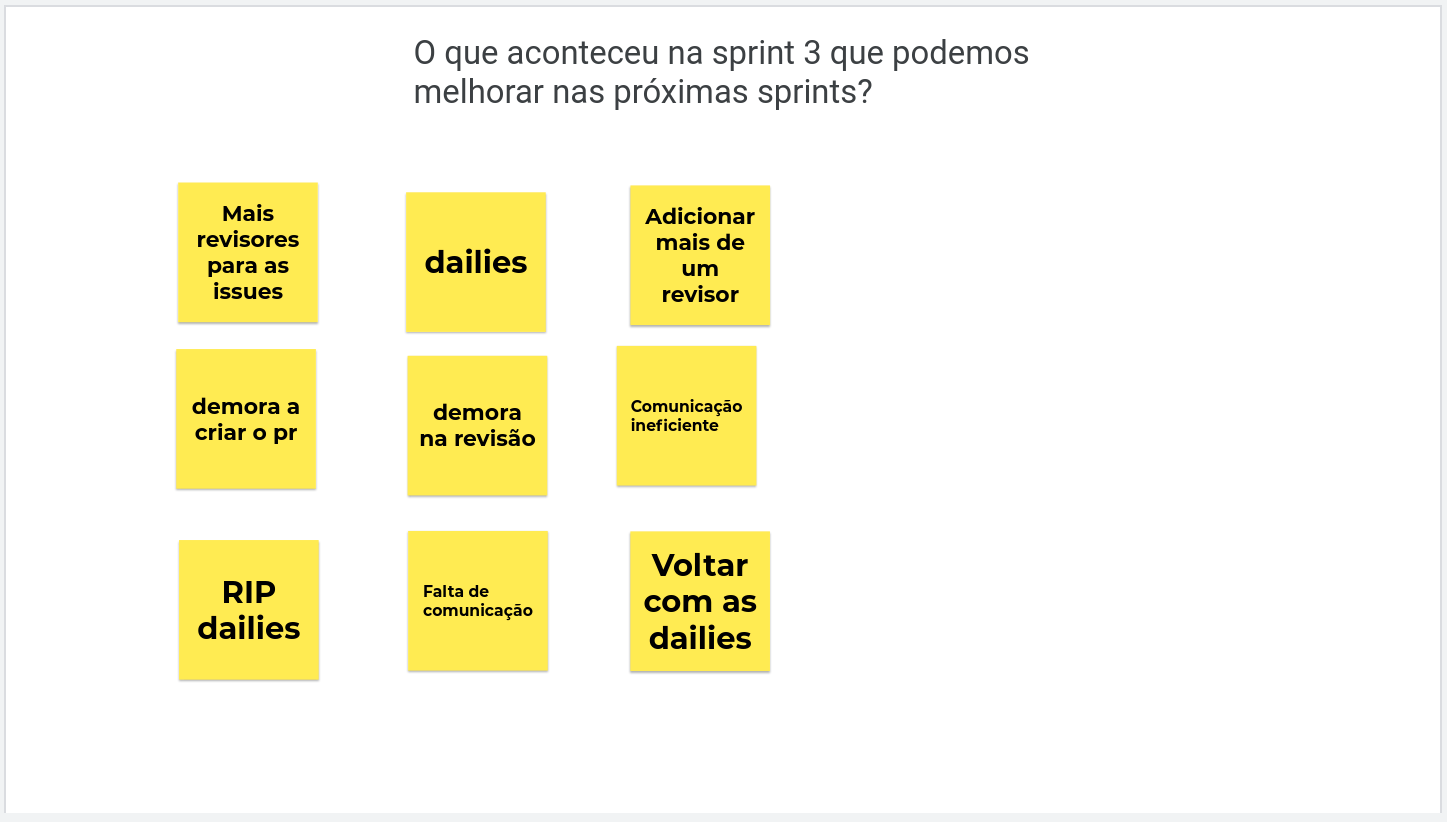 O que aconteceu na sprint 3 que podemos
melhorar nas próximas sprints?
Mais
revisores
para as
issues
dailies
Adicionar
mais de
um
revisor
demora a
criar o pr
demora
na revisão
Comunicação
ineficiente
RIP
dailies
Falta de
comunicação
Voltar
com as
dailies